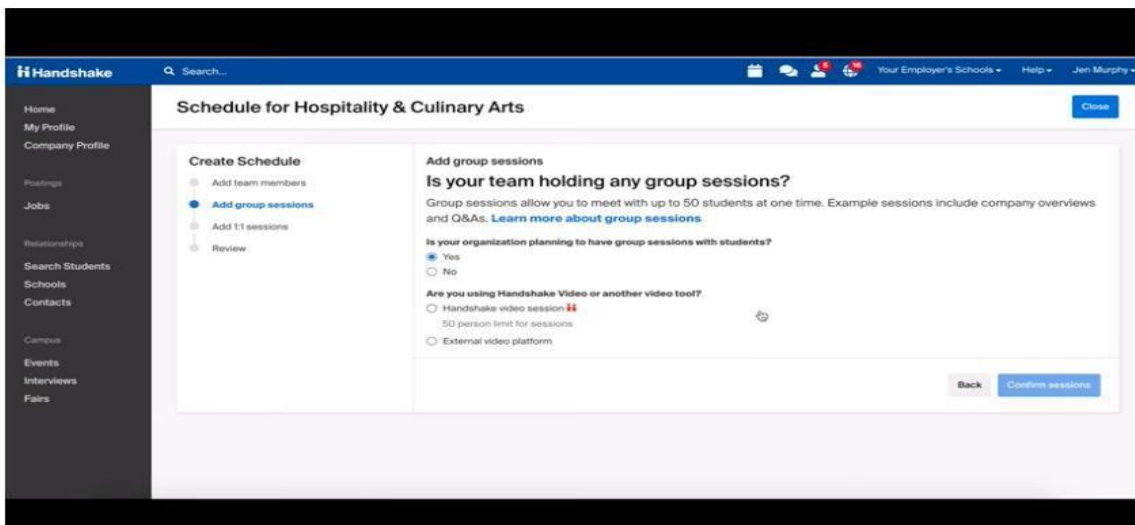 Handshake
Search...
8
16
Your Employer's Schools
Help
Jen Murphy
Home
My Profile
Company Profile
Postings
Jobs
Relationships
Search Students
Schools
Contacts
Campus
Events
Interviews
Fairs
Schedule for Hospitality & Culinary Arts
Close
Create Schedule
Add team members
Add group sessions
Add 1:1 sessions
Review
Add group sessions
Is your team holding any group sessions?
Group sessions allow you to meet with up to 50 students at one time. Example sessions include company overviews
and Q&As. Learn more about group sessions
Is your organization planning to have group sessions with students?
Yes
No
Are you using Handshake Video or another video tool?
Handshake video session
50 person limit for sessions
External video platform
Back
Confirm sessions